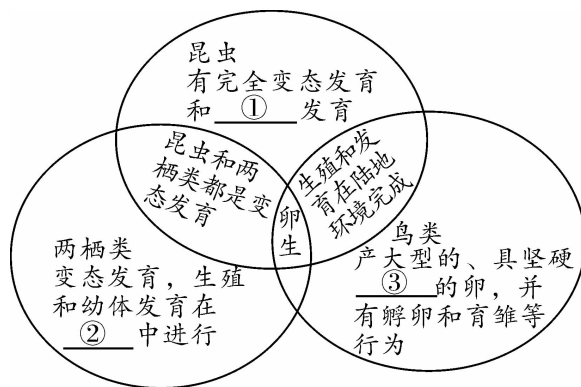 昆虫
有完全变态发育
和 ① 发育
昆虫和两
栖类都是变
态发育
生殖和发
育在陆地
环境完成
卵
生
两栖类
变态发育，生殖
和幼体发育在
② 中进行
鸟类
产大型的、具坚硬
③ 的卵，并
有孵卵和育雏等
行为